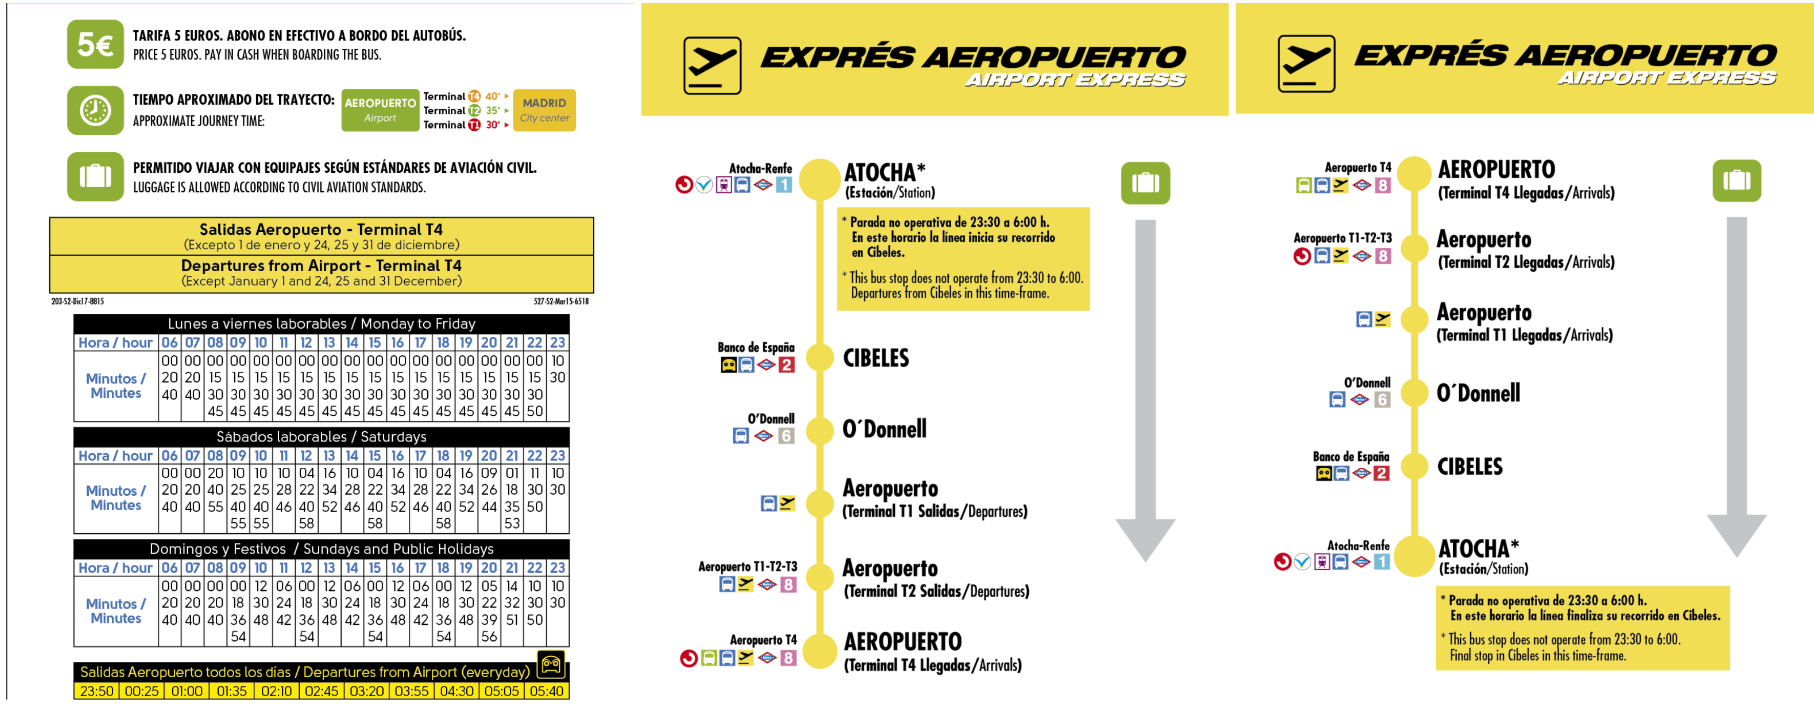 5€
TARIFA 5 EUROS. ABONO EN EFECTIVO A BORDO DEL AUTOBÚS.
PRICE 5 EUROS. PAY IN CASH WHEN BOARDING THE BUS.
TIEMPO APROXIMADO DEL TRAYECTO:
APPROXIMATE JOURNEY TIME:
AEROPUERTO
Airport
Terminal T4 40'
Terminal T2 35'
Terminal T1 30'
MADRID
City center
PERMITIDO VIAJAR CON EQUIPAJES SEGÚN ESTÁNDARES DE AVIACIÓN CIVIL.
LUGGAGE IS ALLOWED ACCORDING TO CIVIL AVIATION STANDARDS.
Salidas Aeropuerto - Terminal T4
(Excepto 1 de enero y 24, 25 y 31 de diciembre)
Departures from Airport - Terminal T4
(Except January 1 and 24, 25 and 31 December)
203-S2-Dic17-8815 527-S2-Mar15-6518
Lunes a viernes laborables / Monday to Friday
Hora / hour 06 07 08 09 10 11 12 13 14 15 16 17 18 19 20 21 22 23
Minutos / Minutes
00 00 00 00 00 00 00 00 00 00 00 00 00 00 00 00 00 10
20 20 15 15 15 15 15 15 15 15 15 15 15 15 15 15 15 30
40 40 30 30 30 30 30 30 30 30 30 30 30 30 30 30 30
45 45 45 45 45 45 45 45 45 45 45 45 45 45 50
Sábados laborables / Saturdays
Hora / hour 06 07 08 09 10 11 12 13 14 15 16 17 18 19 20 21 22 23
Minutos / Minutes
00 00 20 10 10 10 04 16 10 04 16 10 04 16 09 01 11 10
20 20 40 25 25 28 22 34 28 22 34 28 22 34 26 18 30 30
40 40 55 40 40 46 40 52 46 40 52 46 40 52 44 35 50
55 55 58 58 58 53
Domingos y Festivos / Sundays and Public Holidays
Hora / hour 06 07 08 09 10 11 12 13 14 15 16 17 18 19 20 21 22 23
Minutos / Minutes
00 00 00 00 12 06 00 12 06 00 12 06 00 12 05 14 10 10
20 20 20 18 30 24 18 30 24 18 30 24 18 30 22 32 30 30
40 40 40 36 48 42 36 48 42 36 48 42 36 48 39 51 50
54 54 54 54 56
Salidas Aeropuerto todos los días / Departures from Airport (everyday)
23:50 00:25 01:00 01:35 02:10 02:45 03:20 03:55 04:30 05:05 05:40
EXPRÉS AEROPUERTO
AIRPORT EXPRESS
Atocha-Renfe
1
ATOCHA*
(Estación/Station)
* Parada no operativa de 23:30 a 6:00 h.
En este horario la línea inicia su recorrido
en Cibeles.
* This bus stop does not operate from 23:30 to 6:00.
Departures from Cibeles in this time-frame.
Banco de España
2
CIBELES
O'Donnell
6
O´Donnell
Aeropuerto
(Terminal T1 Salidas/Departures)
Aeropuerto T1-T2-T3
8
Aeropuerto
(Terminal T2 Salidas/Departures)
Aeropuerto T4
8
AEROPUERTO
(Terminal T4 Llegadas/Arrivals)
EXPRÉS AEROPUERTO
AIRPORT EXPRESS
Aeropuerto T4
8
AEROPUERTO
(Terminal T4 Llegadas/Arrivals)
Aeropuerto T1-T2-T3
8
Aeropuerto
(Terminal T2 Llegadas/Arrivals)
Aeropuerto
(Terminal T1 Llegadas/Arrivals)
O'Donnell
6
O´Donnell
Banco de España
2
CIBELES
Atocha-Renfe
1
ATOCHA*
(Estación/Station)
* Parada no operativa de 23:30 a 6:00 h.
En este horario la línea finaliza su recorrido en Cibeles.
* This bus stop does not operate from 23:30 to 6:00.
Final stop in Cibeles in this time-frame.